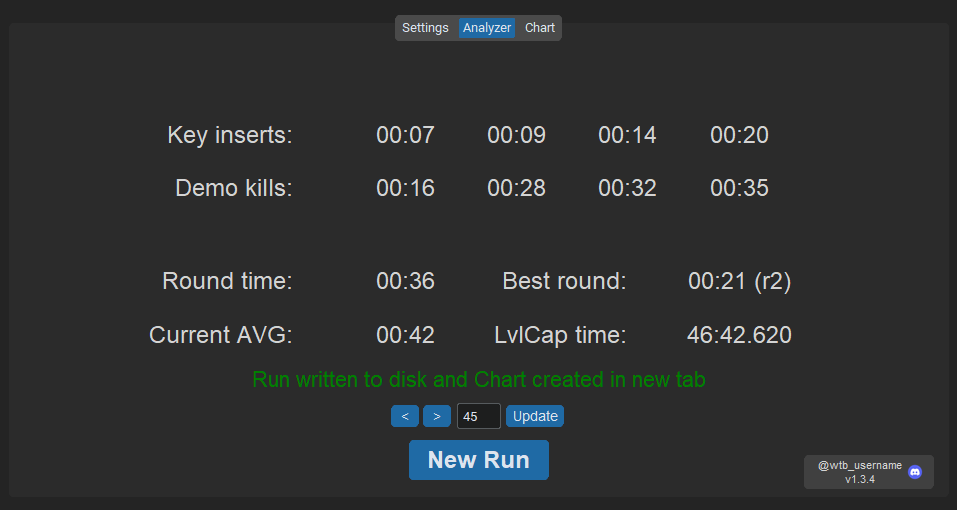 Settings Analyzer Chart
Key inserts: 00:07 00:09 00:14 00:20
Demo kills: 00:16 00:28 00:32 00:35
Round time: 00:36 Best round: 00:21 (r2)
Current AVG: 00:42 LvlCap time: 46:42.620
Run written to disk and Chart created in new tab
< > 45 Update
New Run
@wtb_username
v1.3.4